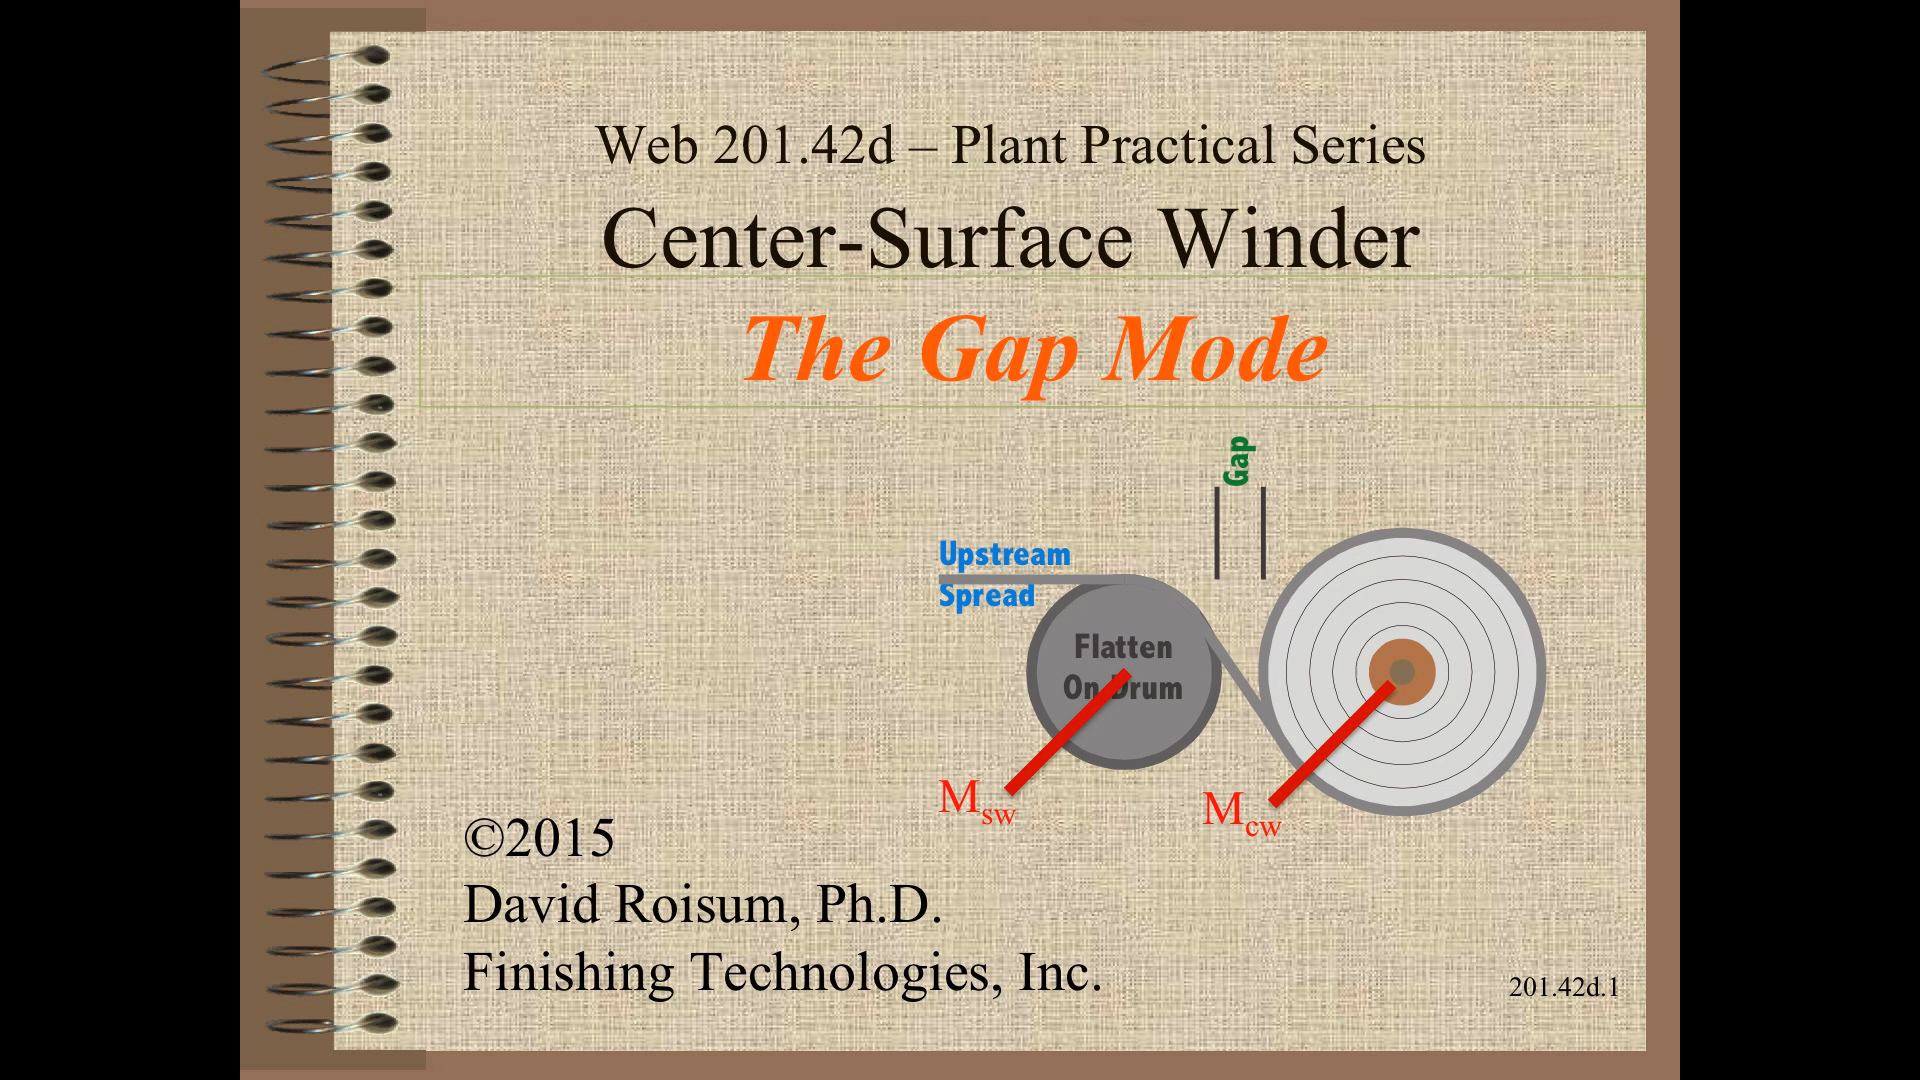 Web 201.42d – Plant Practical Series
Center-Surface Winder
The Gap Mode
Gap
Upstream
Spread
Flatten
On Drum
Msw
Mcw
©2015
David Roisum, Ph.D.
Finishing Technologies, Inc.
201.42d.1